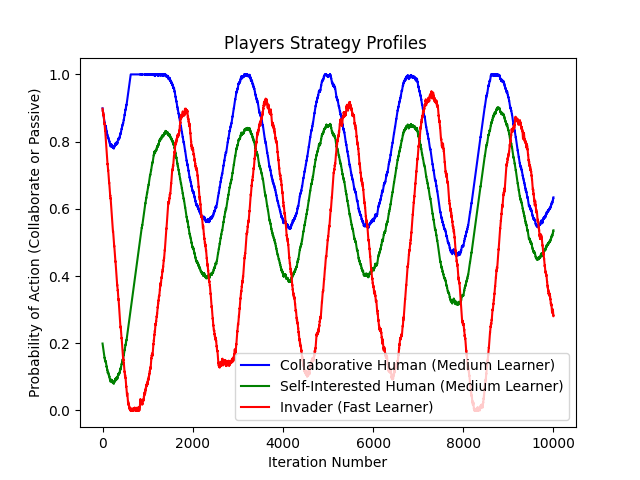 Players Strategy Profiles
Probability of Action (Collaborate or Passive)
1.0
0.8
0.6
0.4
0.2
0.0
Collaborative Human (Medium Learner)
Self-Interested Human (Medium Learner)
Invader (Fast Learner)
0
2000
4000
6000
8000
10000
Iteration Number